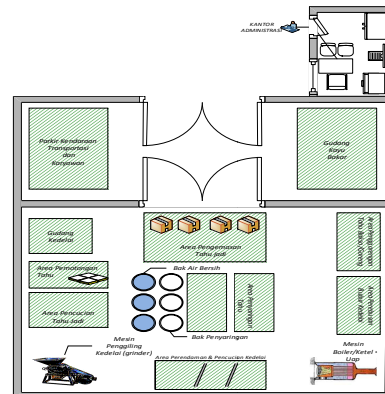 KANTOR
ADMINISTRASI
Parkir Kendaraan
Transportasi
dan
Karyawan
Gudang
Kayu
Bakar
Gudang
Kedelai
Area Pengemasan
Tahu Jadi
Area Pemotongan
Tahu
Bak Air Bersih
Area Pencucian
Tahu Jadi
Tahu
Bak Penyaringan
Mesin
Penggiling
Kedelai (grinder)
Area Perendaman & Pencucian Kedelai
Mesin
Boiler/Ketel -
Uap